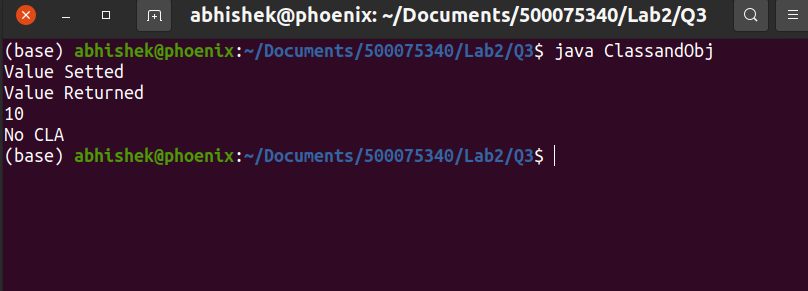 abhishek@phoenix: ~/Documents/500075340/Lab2/Q3
(base) abhishek@phoenix:~/Documents/500075340/Lab2/Q3$ java ClassandObj
Value Setted
Value Returned
10
No CLA
(base) abhishek@phoenix:~/Documents/500075340/Lab2/Q3$